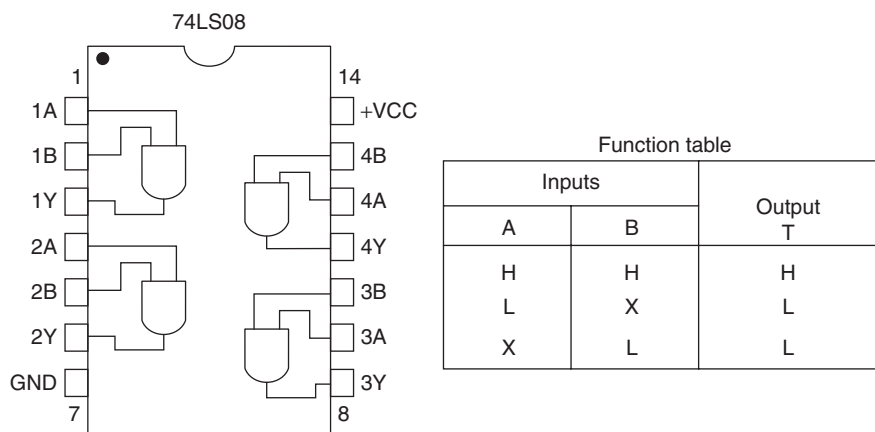 74LS08
1 14
1A +VCC
1B 4B
1Y 4A
2A 4Y
2B 3B
2Y 3A
GND 3Y
7 8
Function table
Inputs Output
A B T
H H H
L X L
X L L